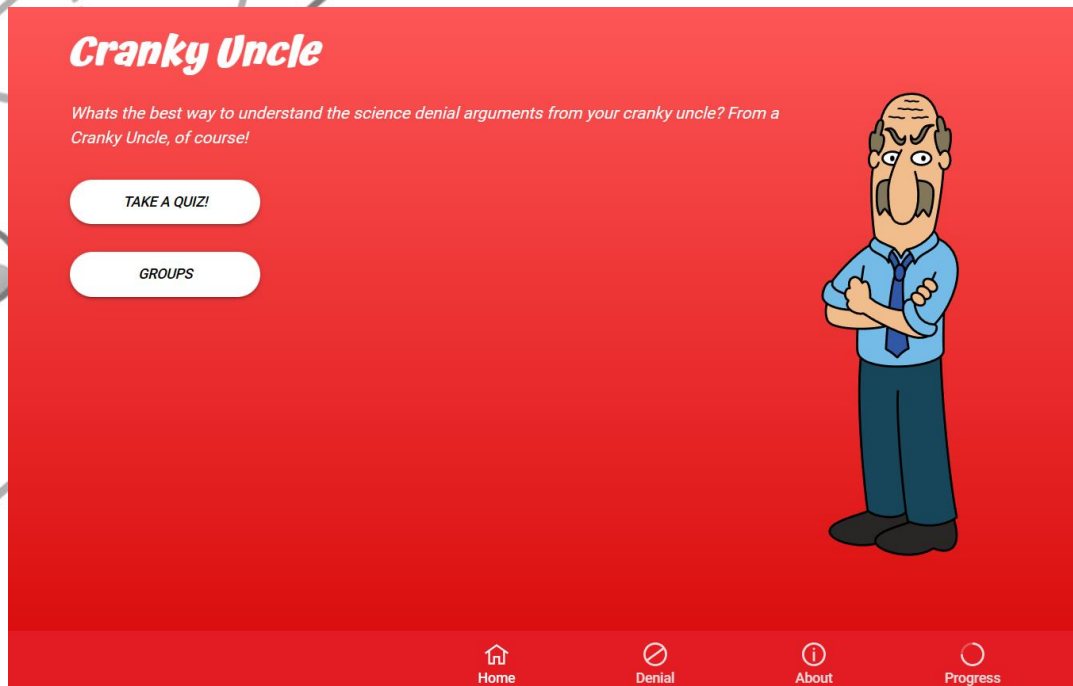 Cranky Uncle
Whats the best way to understand the science denial arguments from your cranky uncle? From a
Cranky Uncle, of course!
TAKE A QUIZ!
GROUPS
Home
Denial
About
Progress